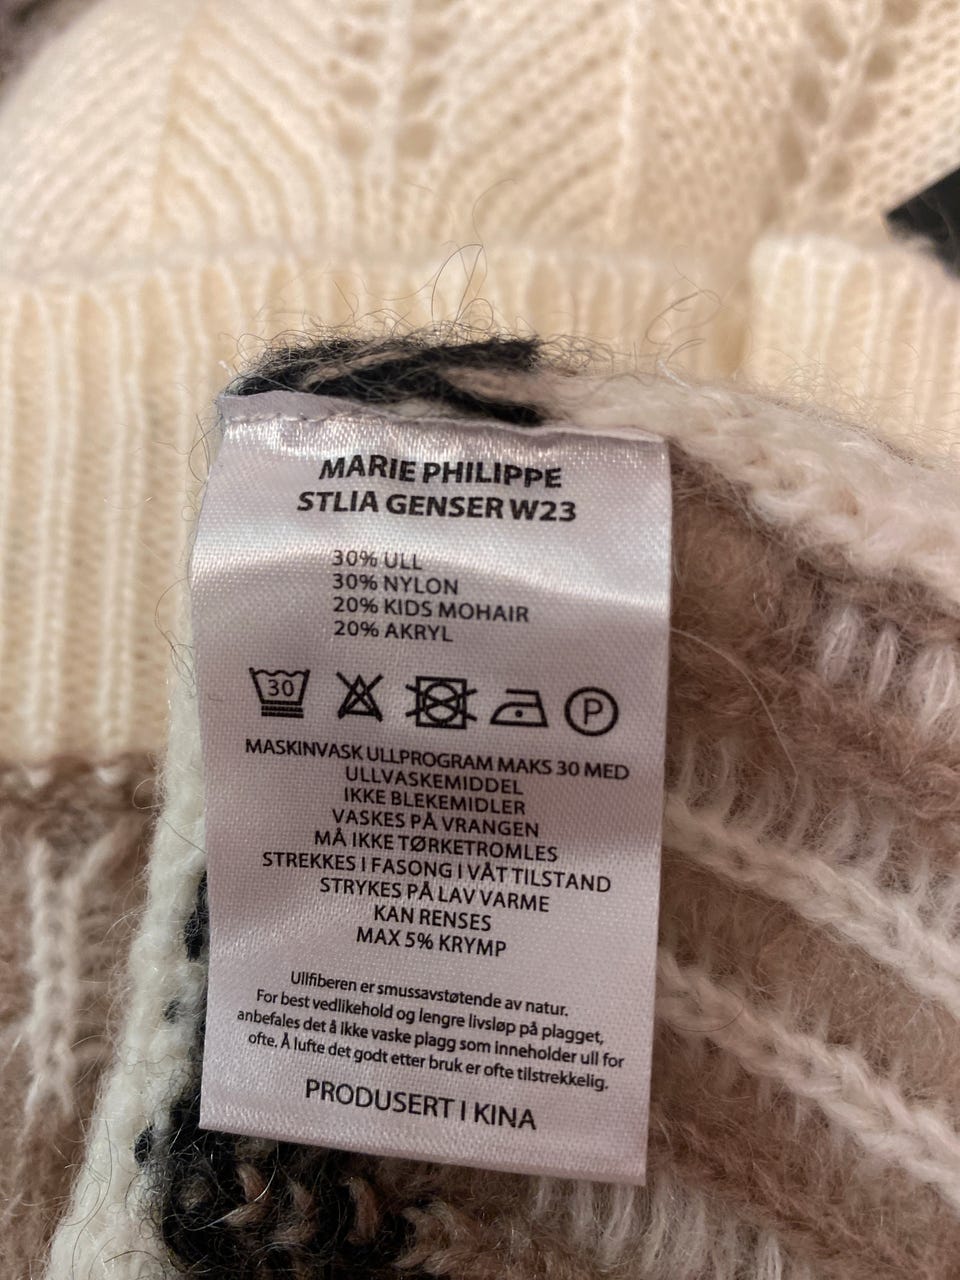 MARIE PHILIPPE
STLIA GENSER W23
30% ULL
30% NYLON
20% KIDS MOHAIR
20% AKRYL
30
P
MASKINVASK ULLPROGRAM MAKS 30 MED
ULLVASKEMIDDEL
IKKE BLEKEMIDLER
VASKES PÅ VRANGEN
MÅ IKKE TØRKETROMLES
STREKKES I FASONG I VÅT TILSTAND
STRYKES PÅ LAV VARME
KAN RENSES
MAX 5% KRYMP
Ullfiberen er smussavstøtende av natur.
For best vedlikehold og lengre livsløp på plagget,
anbefales det å ikke vaske plagg som inneholder ull for
ofte. Å lufte det godt etter bruk er ofte tilstrekkelig.
PRODUSERT I KINA